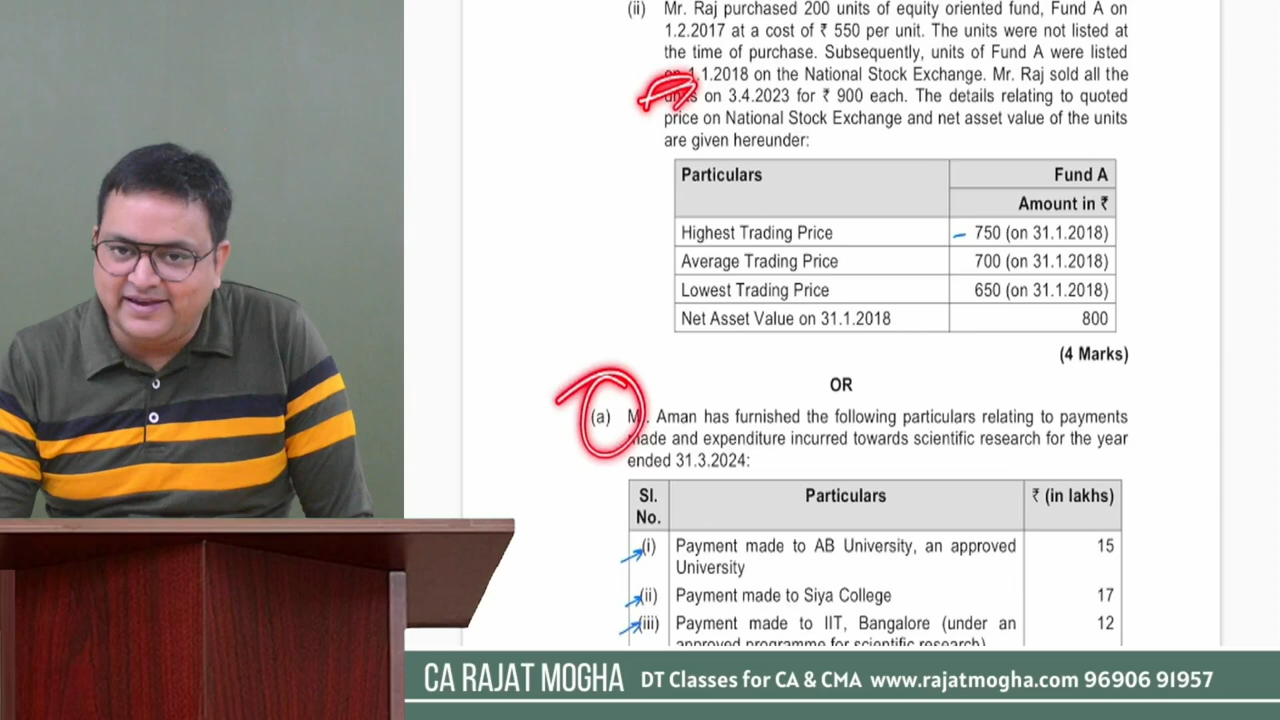 (ii) Mr. Raj purchased 200 units of equity oriented fund, Fund A on
1.2.2017 at a cost of ₹ 550 per unit. The units were not listed at
the time of purchase. Subsequently, units of Fund A were listed
on 1.1.2018 on the National Stock Exchange. Mr. Raj sold all the
units on 3.4.2023 for ₹ 900 each. The details relating to quoted
price on National Stock Exchange and net asset value of the units
are given hereunder:
Particulars Fund A
Amount in ₹
Highest Trading Price 750 (on 31.1.2018)
Average Trading Price 700 (on 31.1.2018)
Lowest Trading Price 650 (on 31.1.2018)
Net Asset Value on 31.1.2018 800
(4 Marks)
OR
(a) Mr. Aman has furnished the following particulars relating to payments
made and expenditure incurred towards scientific research for the year
ended 31.3.2024:
Sl. No. Particulars ₹ (in lakhs)
(i) Payment made to AB University, an approved 15
University
(ii) Payment made to Siya College 17
(iii) Payment made to IIT, Bangalore (under an 12
approved programme for scientific research)
CA RAJAT MOGHA DT Classes for CA & CMA www.rajatmogha.com 96906 91957